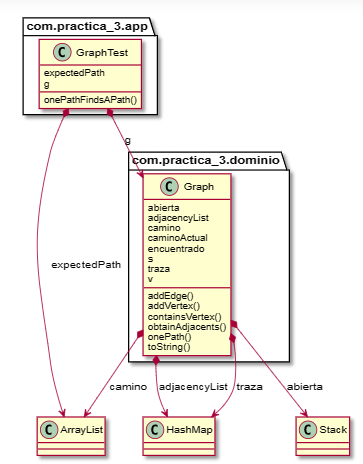 com.practica_3.app
C GraphTest
expectedPath
g
onePathFindsAPath()
g
com.practica_3.dominio
C Graph
abierta
adjacencyList
camino
caminoActual
encuentrado
s
traza
v
expectedPath
addEdge()
addVertex()
containsVertex()
obtainAdjacents()
onePath()
toString()
camino
adjacencyList
traza
abierta
C ArrayList
C HashMap
C Stack